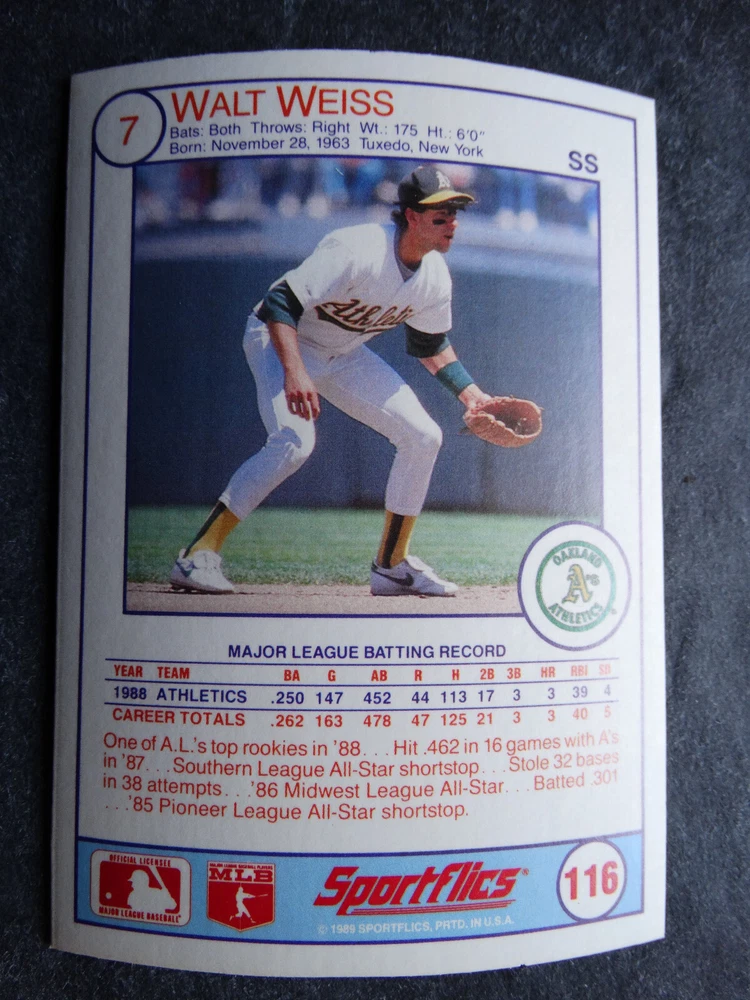 7
WALT WEISS
Bats: Both Throws: Right Wt.: 175 Ht.: 6'0"
Born: November 28, 1963 Tuxedo, New York
SS
Athletics
OAKLAND
A's
ATHLETICS
MAJOR LEAGUE BATTING RECORD
YEAR TEAM BA G AB R H 2B 3B HR RBI SB
1988 ATHLETICS .250 147 452 44 113 17 3 3 39 4
CAREER TOTALS .262 163 478 47 125 21 3 3 40 5
One of A.L.'s top rookies in '88. . . Hit .462 in 16 games with A's
in '87. . . Southern League All-Star shortstop. . . Stole 32 bases
in 38 attempts. . . '86 Midwest League All-Star. . . Batted .301
. . . '85 Pioneer League All-Star shortstop.
OFFICIAL LICENSEE
MAJOR LEAGUE BASEBALL®
MAJOR LEAGUE BASEBALL PLAYERS
MLB
Sportflics®
© 1989 SPORTFLICS, PRTD. IN U.S.A.
116